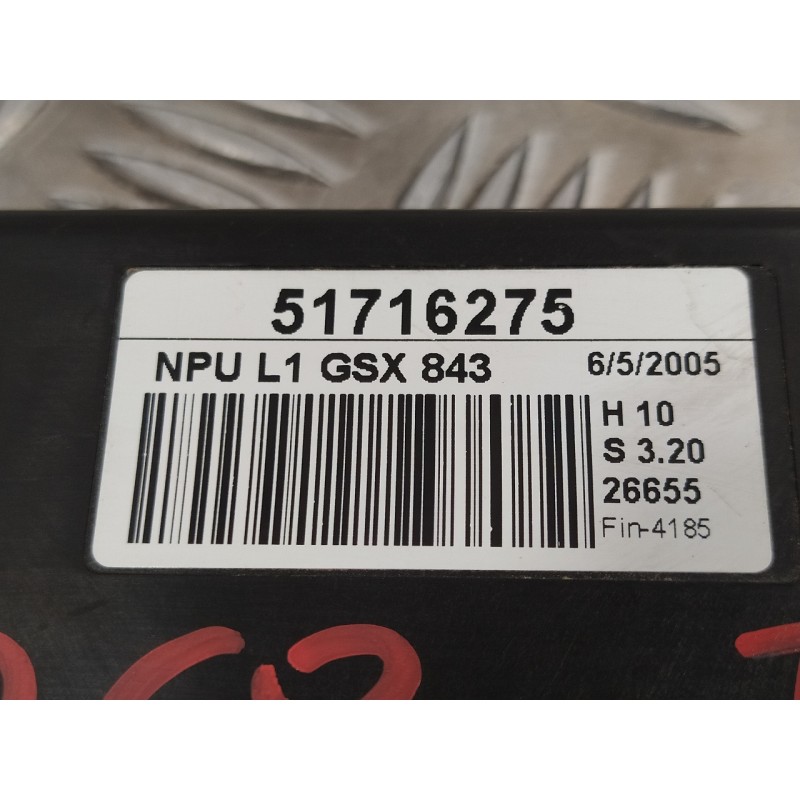 51716275
NPU L1 GSX 843 6/5/2005
H 10
S 3.20
26655
Fin-4185